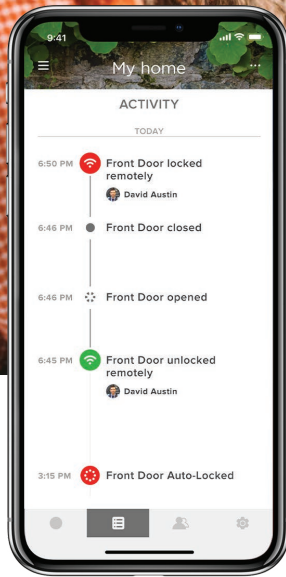 9:41
My home
ACTIVITY
TODAY
6:50 PM Front Door locked
remotely
David Austin
6:46 PM Front Door closed
6:46 PM Front Door opened
6:45 PM Front Door unlocked
remotely
David Austin
3:15 PM Front Door Auto-Locked